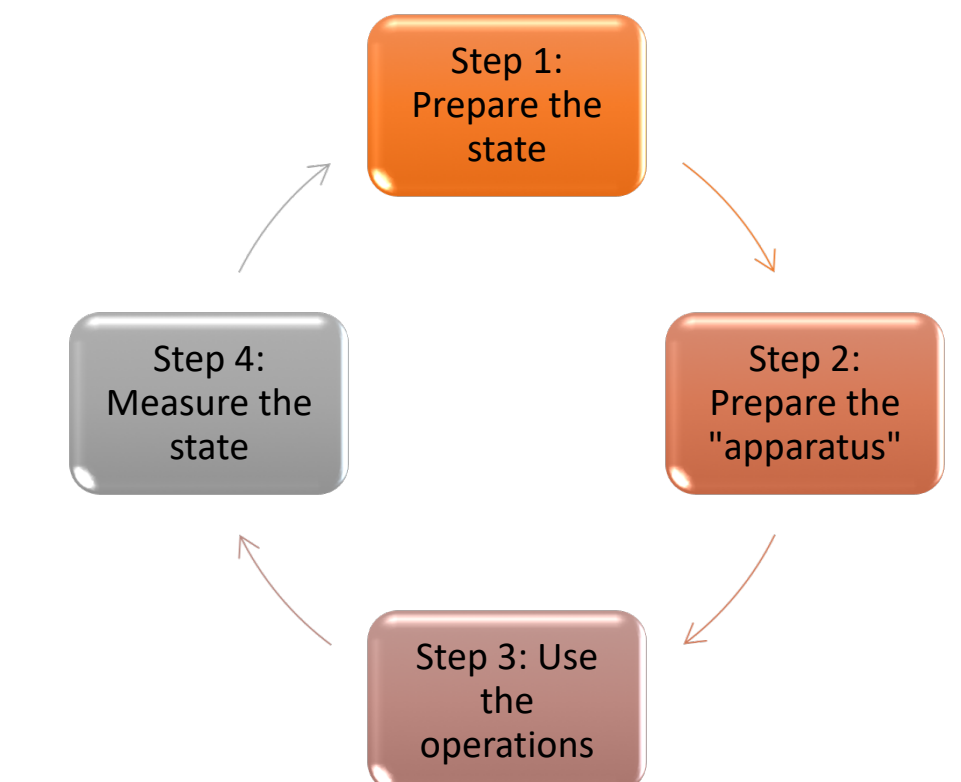 Step 1:
Prepare the
state
Step 2:
Prepare the
"apparatus"
Step 3: Use
the
operations
Step 4:
Measure the
state